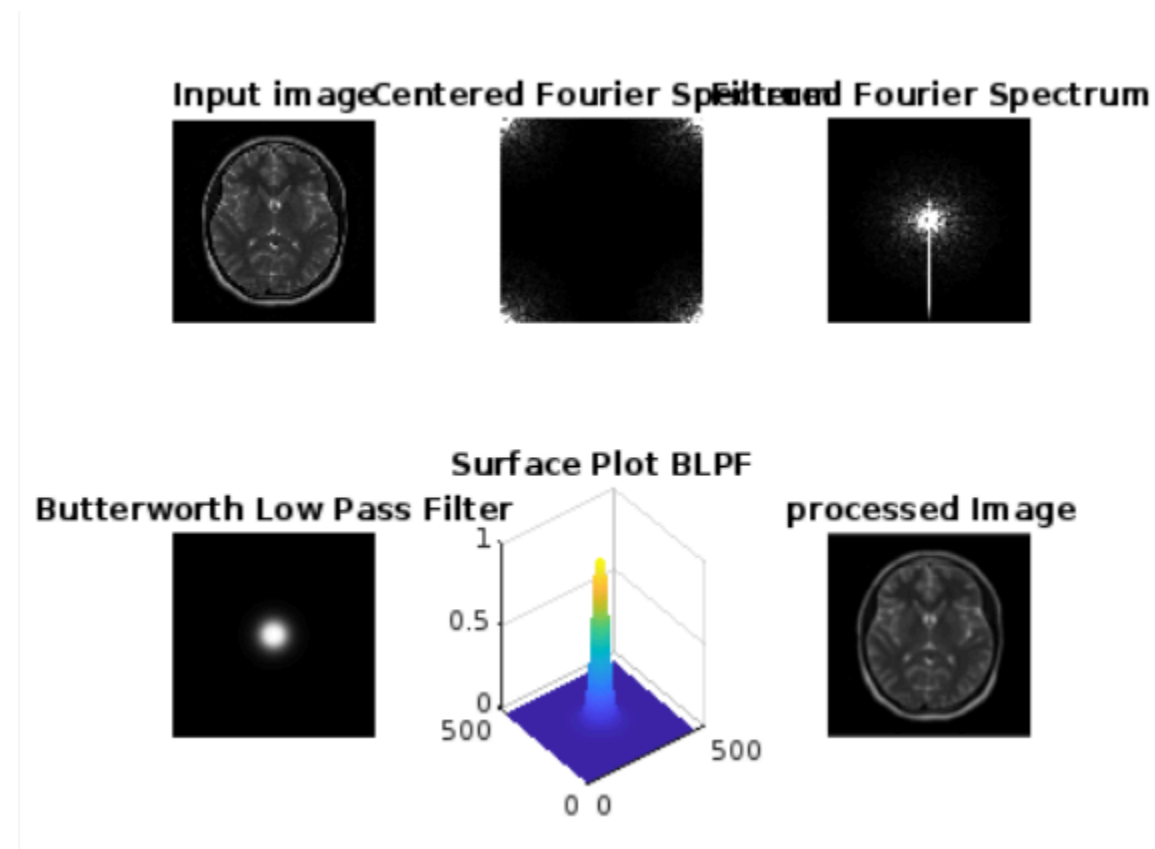 Input image
Centered Fourier Spectrum
Filtered Fourier Spectrum
Surface Plot BLPF
Butterworth Low Pass Filter
processed Image
1
0.5
0
500
500
0 0